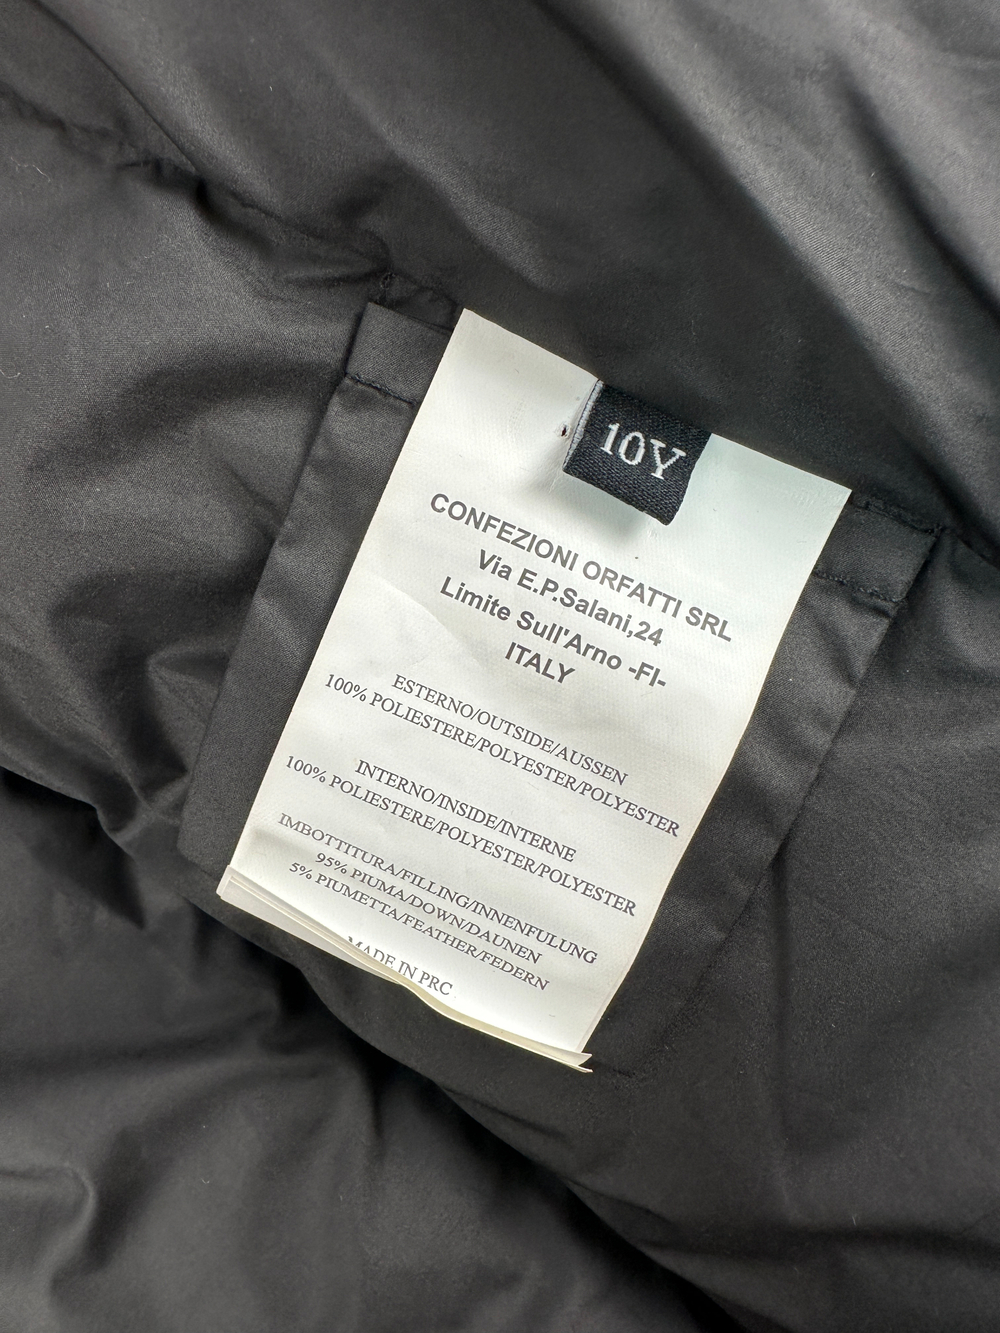 10Y
CONFEZIONI ORFATTI SRL
Via E.P.Salani,24
Limite Sull'Arno -FI-
ITALY
ESTERNO/OUTSIDE/AUSSEN
100% POLIESTERE/POLYESTER/POLYESTER
INTERNO/INSIDE/INTERNE
100% POLIESTERE/POLYESTER/POLYESTER
IMBOTTITURA/FILLING/INNENFULUNG
95% PIUMA/DOWN/DAUNEN
5% PIUMETTA/FEATHER/FEDERN
MADE IN PRC